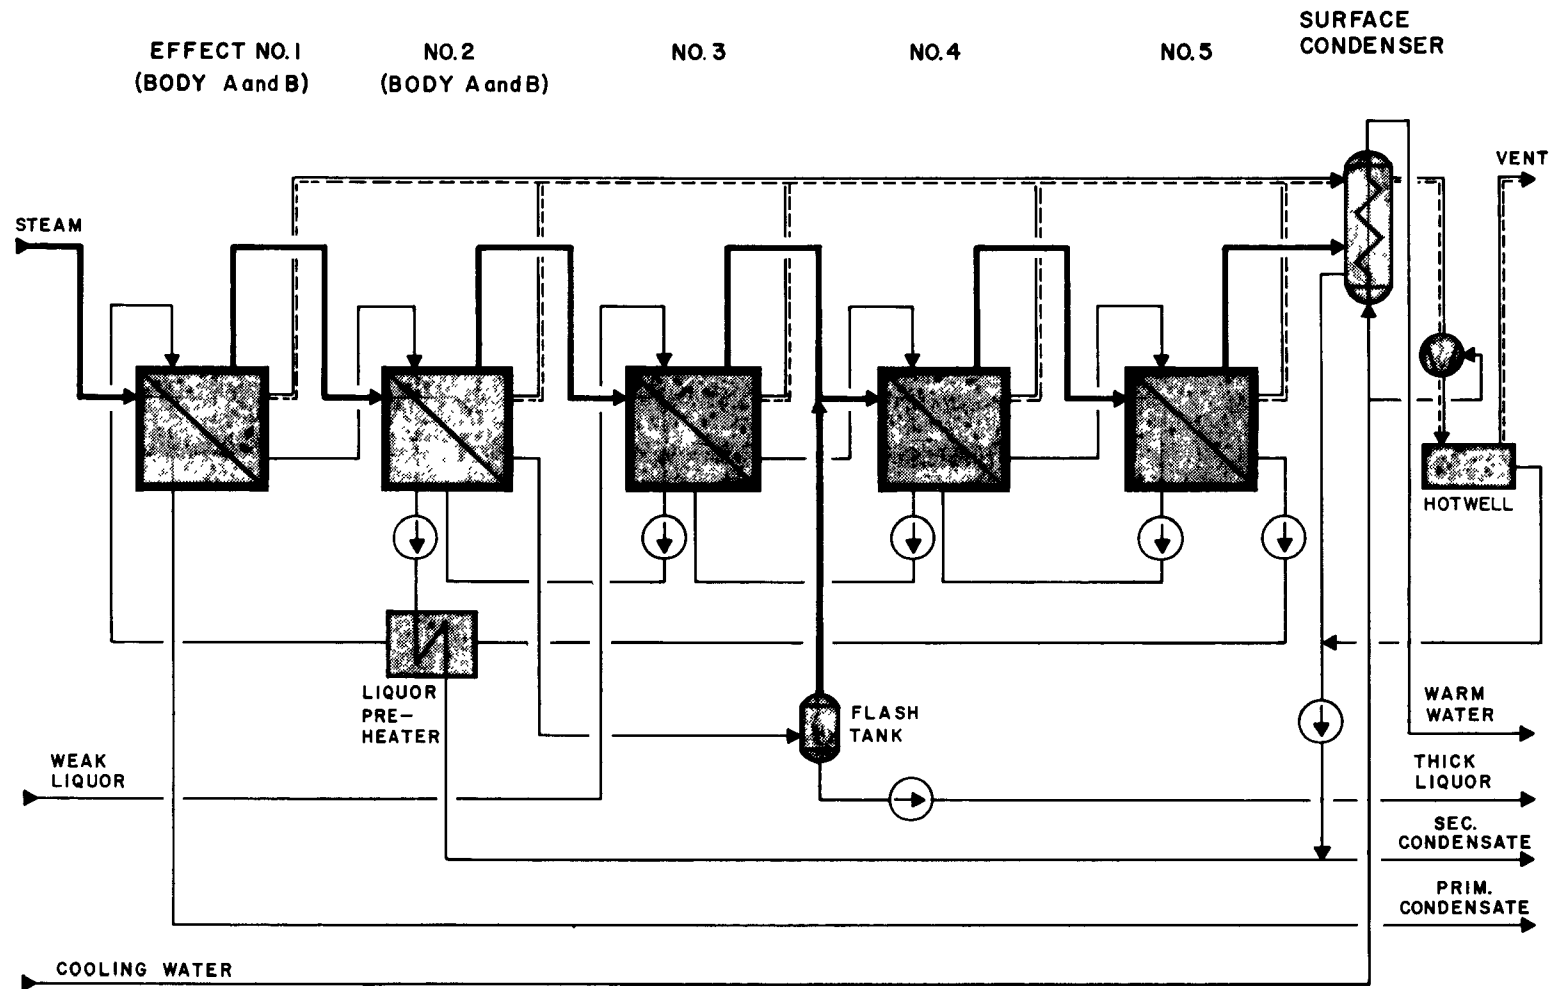 SURFACE
CONDENSER
EFFECT NO.1
(BODY A and B)
NO.2
(BODY A and B)
NO.3
NO.4
NO.5
VENT
STEAM
HOTWELL
LIQUOR
PRE-
HEATER
FLASH
TANK
WARM
WATER
WEAK
LIQUOR
THICK
LIQUOR
SEC.
CONDENSATE
PRIM.
CONDENSATE
COOLING WATER